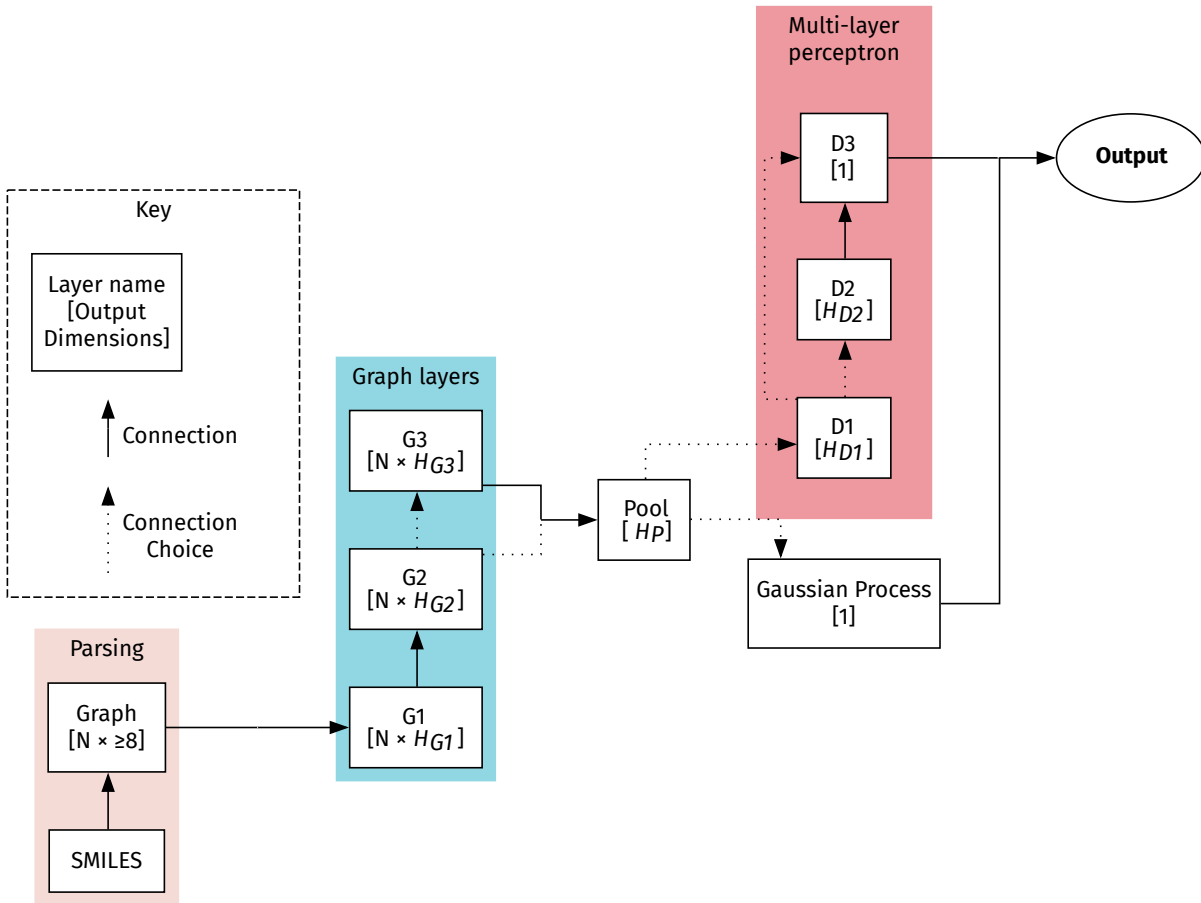 Multi-layer
perceptron
D3
[1]
Output
Key
Layer name
[Output
Dimensions]
D2
[HD2]
Graph layers
D1
[HD1]
Connection
G3
[N × HG3]
Pool
[ HP]
Connection
Choice
G2
[N × HG2]
Gaussian Process
[1]
Parsing
Graph
[N × ≥8]
G1
[N × HG1]
SMILES